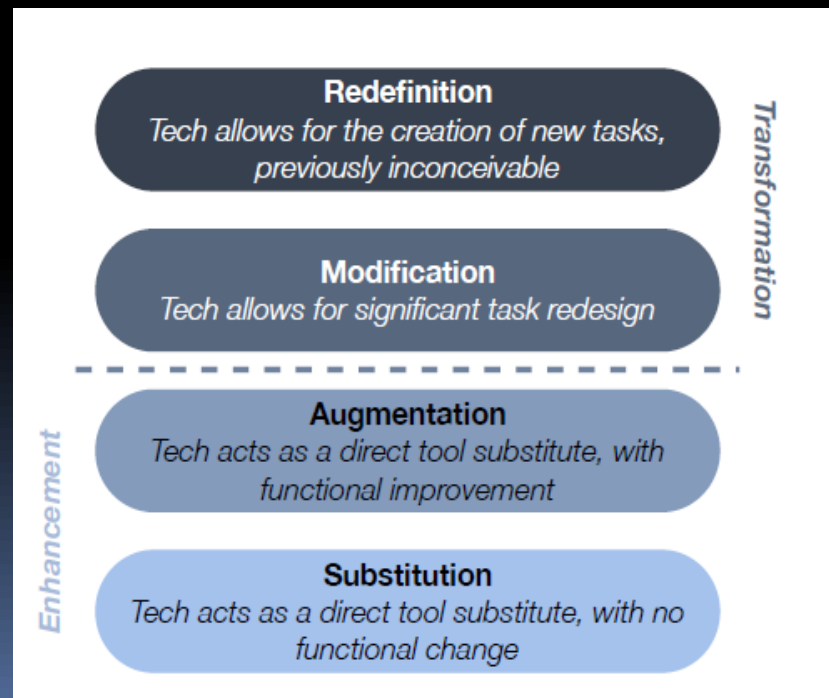 Redefinition
Tech allows for the creation of new tasks,
previously inconceivable
Transformation
Modification
Tech allows for significant task redesign
Augmentation
Tech acts as a direct tool substitute, with
functional improvement
Enhancement
Substitution
Tech acts as a direct tool substitute, with no
functional change